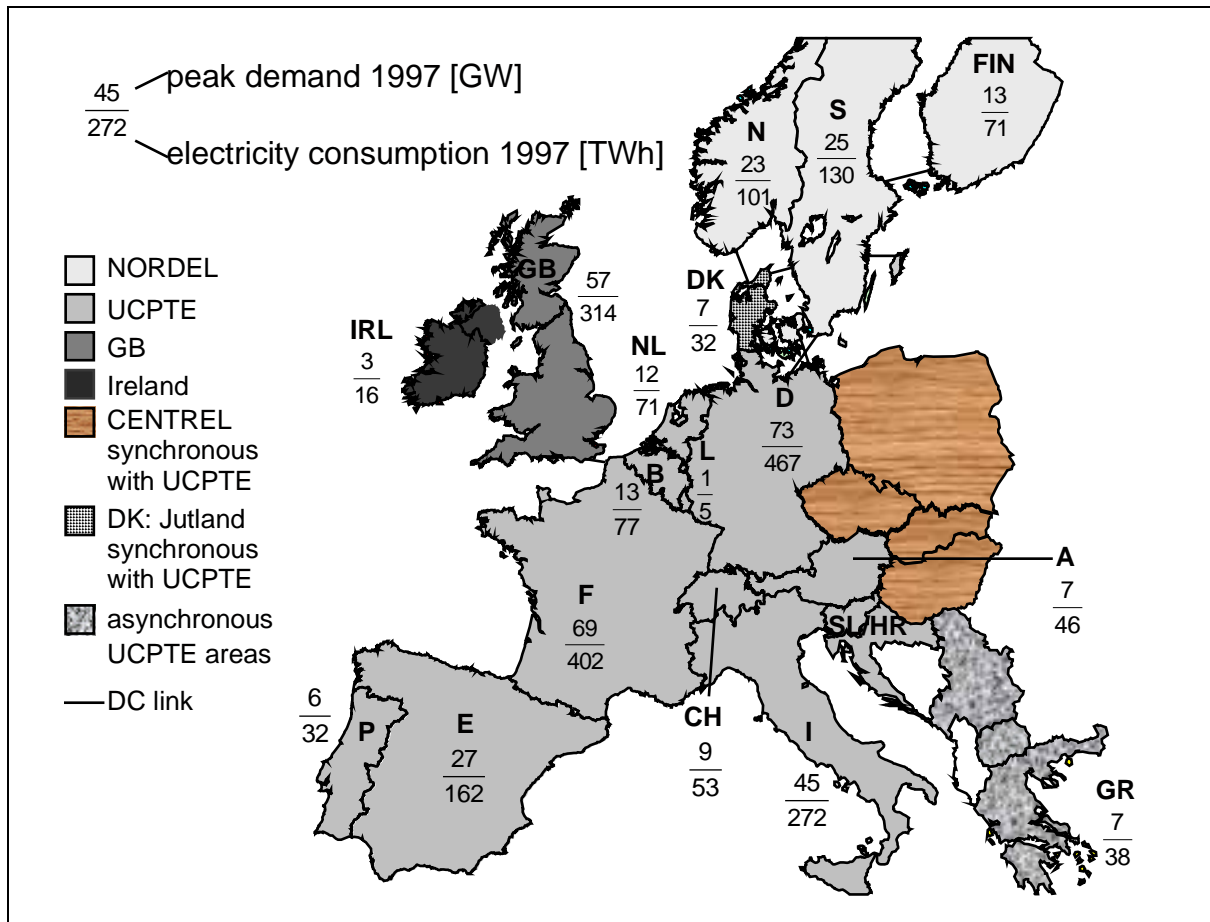 peak demand 1997 [GW]
45
272
electricity consumption 1997 [TWh]
NORDEL
UCPTE
GB
Ireland
CENTREL
synchronous
with UCPTE
DK: Jutland
synchronous
with UCPTE
asynchronous
UCPTE areas
DC link
FIN
13
71
S
25
130
N
23
101
GB
57
314
DK
7
32
IRL
3
16
NL
12
71
D
73
467
L
1
5
B
13
77
A
7
46
F
69
402
SL
HR
CH
9
53
I
45
272
P
6
32
E
27
162
GR
7
38